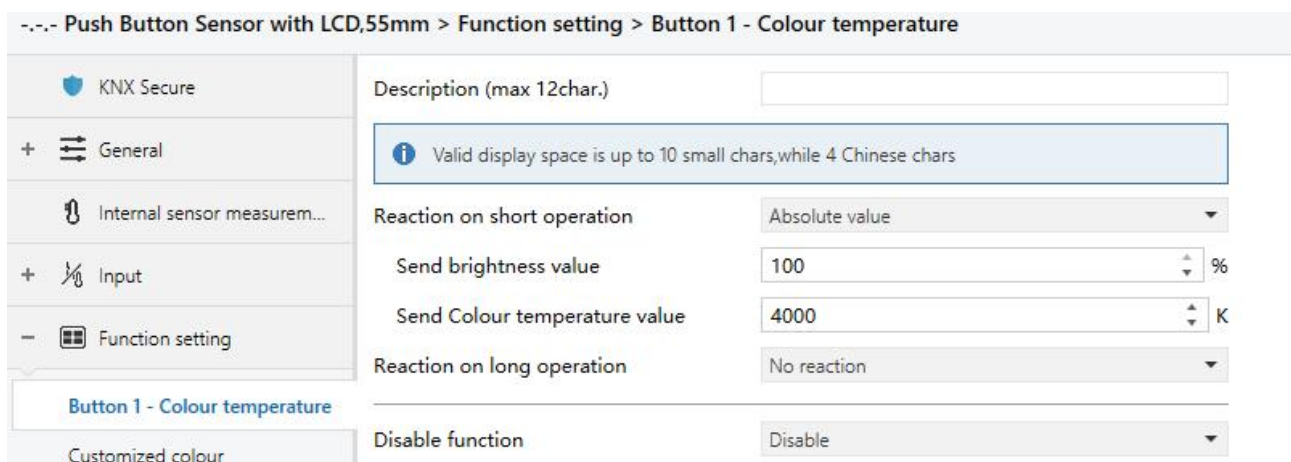 -.-.- Push Button Sensor with LCD,55mm > Function setting > Button 1 - Colour temperature
KNX Secure
+ General
Internal sensor measurem...
+ Input
− Function setting
Button 1 - Colour temperature
Customized colour
Description (max 12char.)
Valid display space is up to 10 small chars,while 4 Chinese chars
Reaction on short operation Absolute value
Send brightness value 100 %
Send Colour temperature value 4000 K
Reaction on long operation No reaction
Disable function Disable